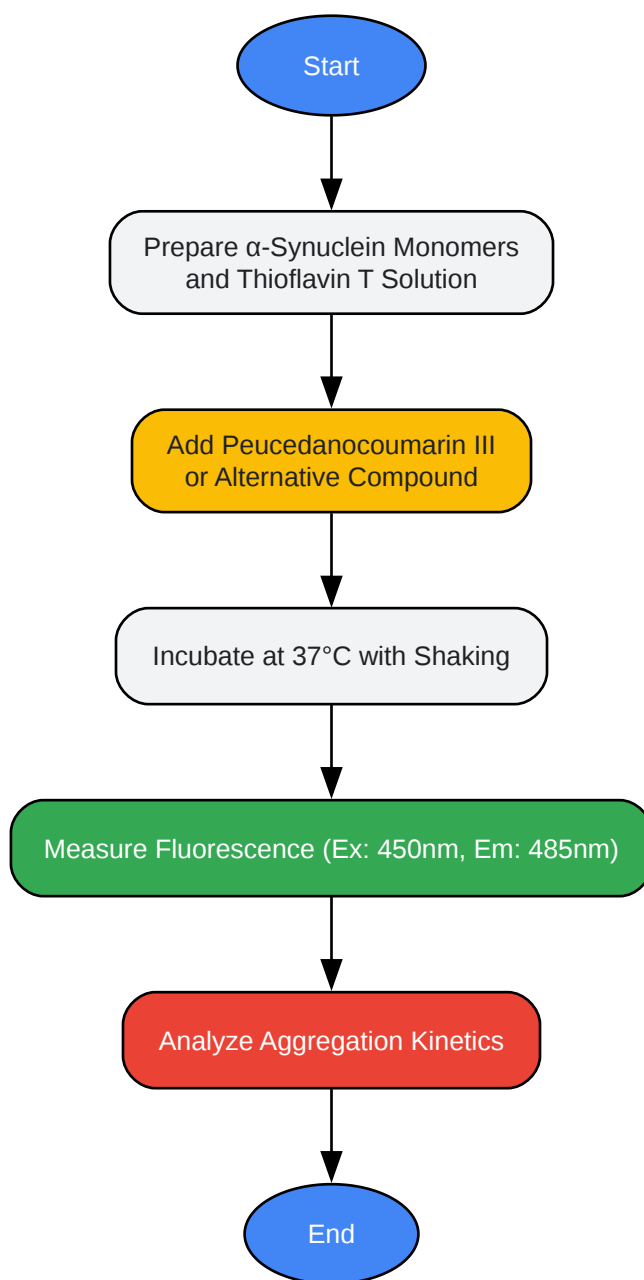 Start
Prepare α-Synuclein Monomers
and Thioflavin T Solution
Add Peucedanocoumarin III
or Alternative Compound
Incubate at 37°C with Shaking
Measure Fluorescence (Ex: 450nm, Em: 485nm)
Analyze Aggregation Kinetics
End